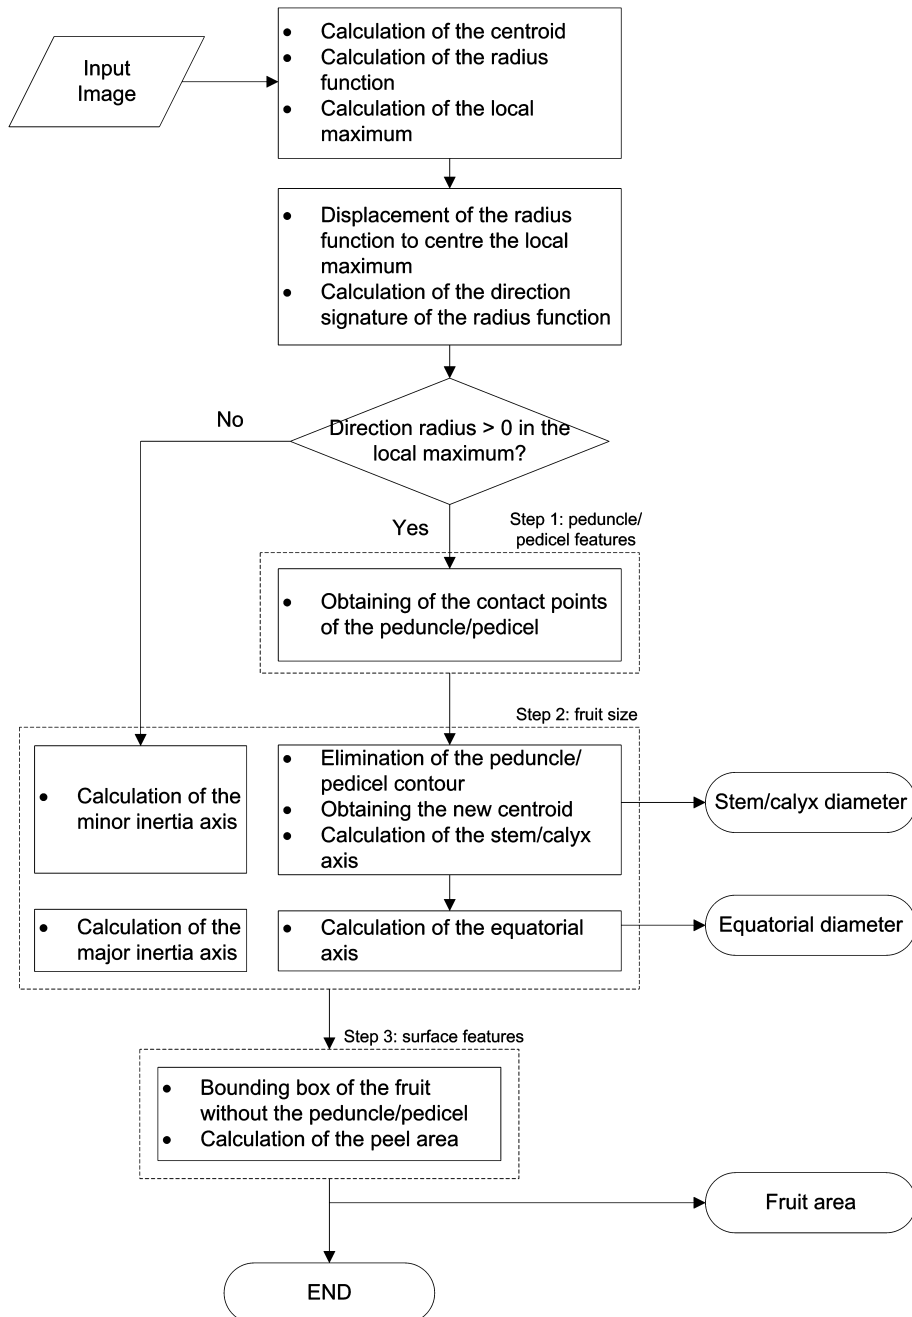 Input
Image
• Calculation of the centroid
• Calculation of the radius
function
• Calculation of the local
maximum
• Displacement of the radius
function to centre the local
maximum
• Calculation of the direction
signature of the radius function
Direction radius > 0 in the
local maximum?
No
Yes
Step 1: peduncle/
pedicel features
• Obtaining of the contact points
of the peduncle/pedicel
Step 2: fruit size
• Calculation of the
minor inertia axis
• Elimination of the peduncle/
pedicel contour
• Obtaining the new centroid
• Calculation of the stem/calyx
axis
Stem/calyx diameter
• Calculation of the
major inertia axis
• Calculation of the equatorial
axis
Equatorial diameter
Step 3: surface features
• Bounding box of the fruit
without the peduncle/pedicel
• Calculation of the peel area
Fruit area
END